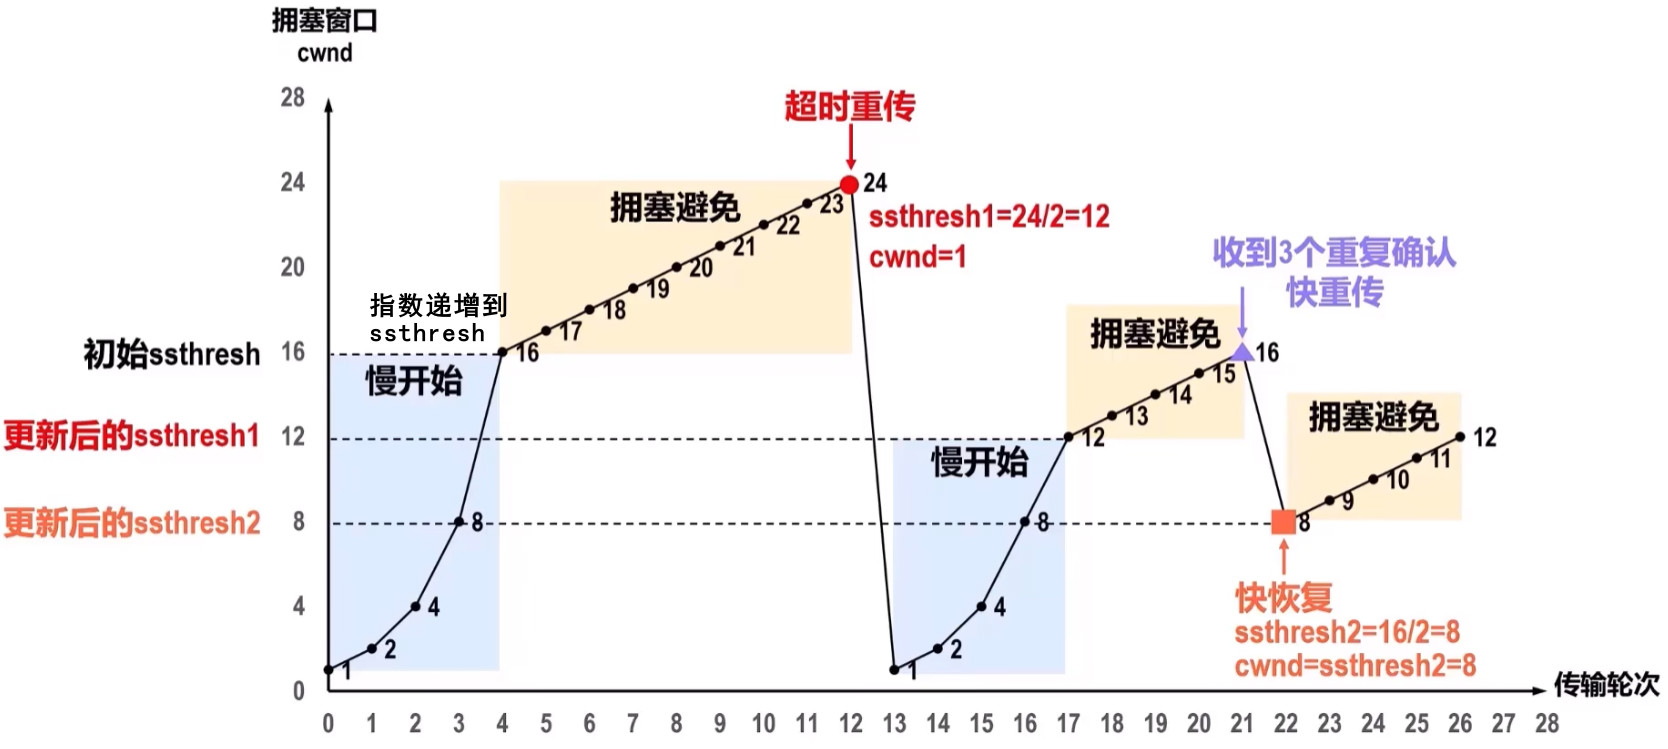 拥塞窗口
cwnd
28
24
20
16
12
8
4
0
初始ssthresh
更新后的ssthresh1
更新后的ssthresh2
指数递增到
ssthresh
慢开始
1
2
4
8
16
拥塞避免
17
18
19
20
21
22
23
24
超时重传
ssthresh1=24/2=12
cwnd=1
慢开始
1
2
4
8
12
拥塞避免
13
14
15
16
收到3个重复确认
快重传
拥塞避免
8
9
10
11
12
快恢复
ssthresh2=16/2=8
cwnd=ssthresh2=8
传输轮次
0 1 2 3 4 5 6 7 8 9 10 11 12 13 14 15 16 17 18 19 20 21 22 23 24 25 26 27 28